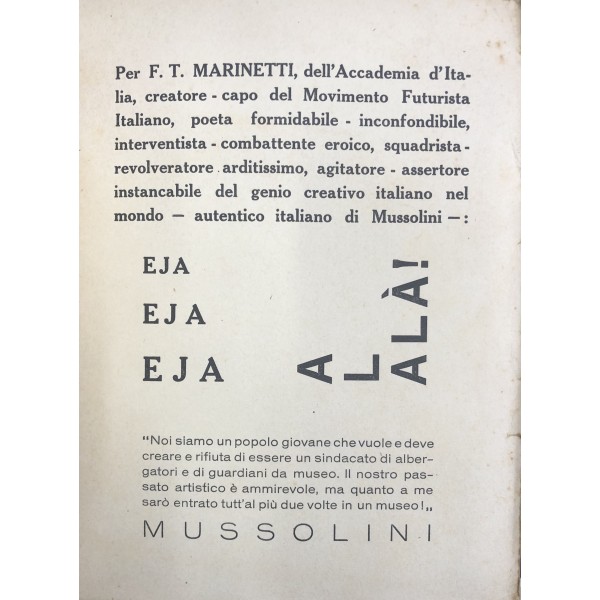 Per F. T. MARINETTI, dell'Accademia d'Ita-
lia, creatore - capo del Movimento Futurista
Italiano, poeta formidabile - inconfondibile,
interventista - combattente eroico, squadrista -
revolveratore arditissimo, agitatore - assertore
instancabile del genio creativo italiano nel
mondo — autentico italiano di Mussolini — :
EJA
EJA
EJA
A
L
ALÀ!
"Noi siamo un popolo giovane che vuole e deve
creare e rifiuta di essere un sindacato di alber-
gatori e di guardiani da museo. Il nostro pas-
sato artistico è ammirevole, ma quanto a me
sarò entrato tutt'al più due volte in un museo!„
MUSSOLINI